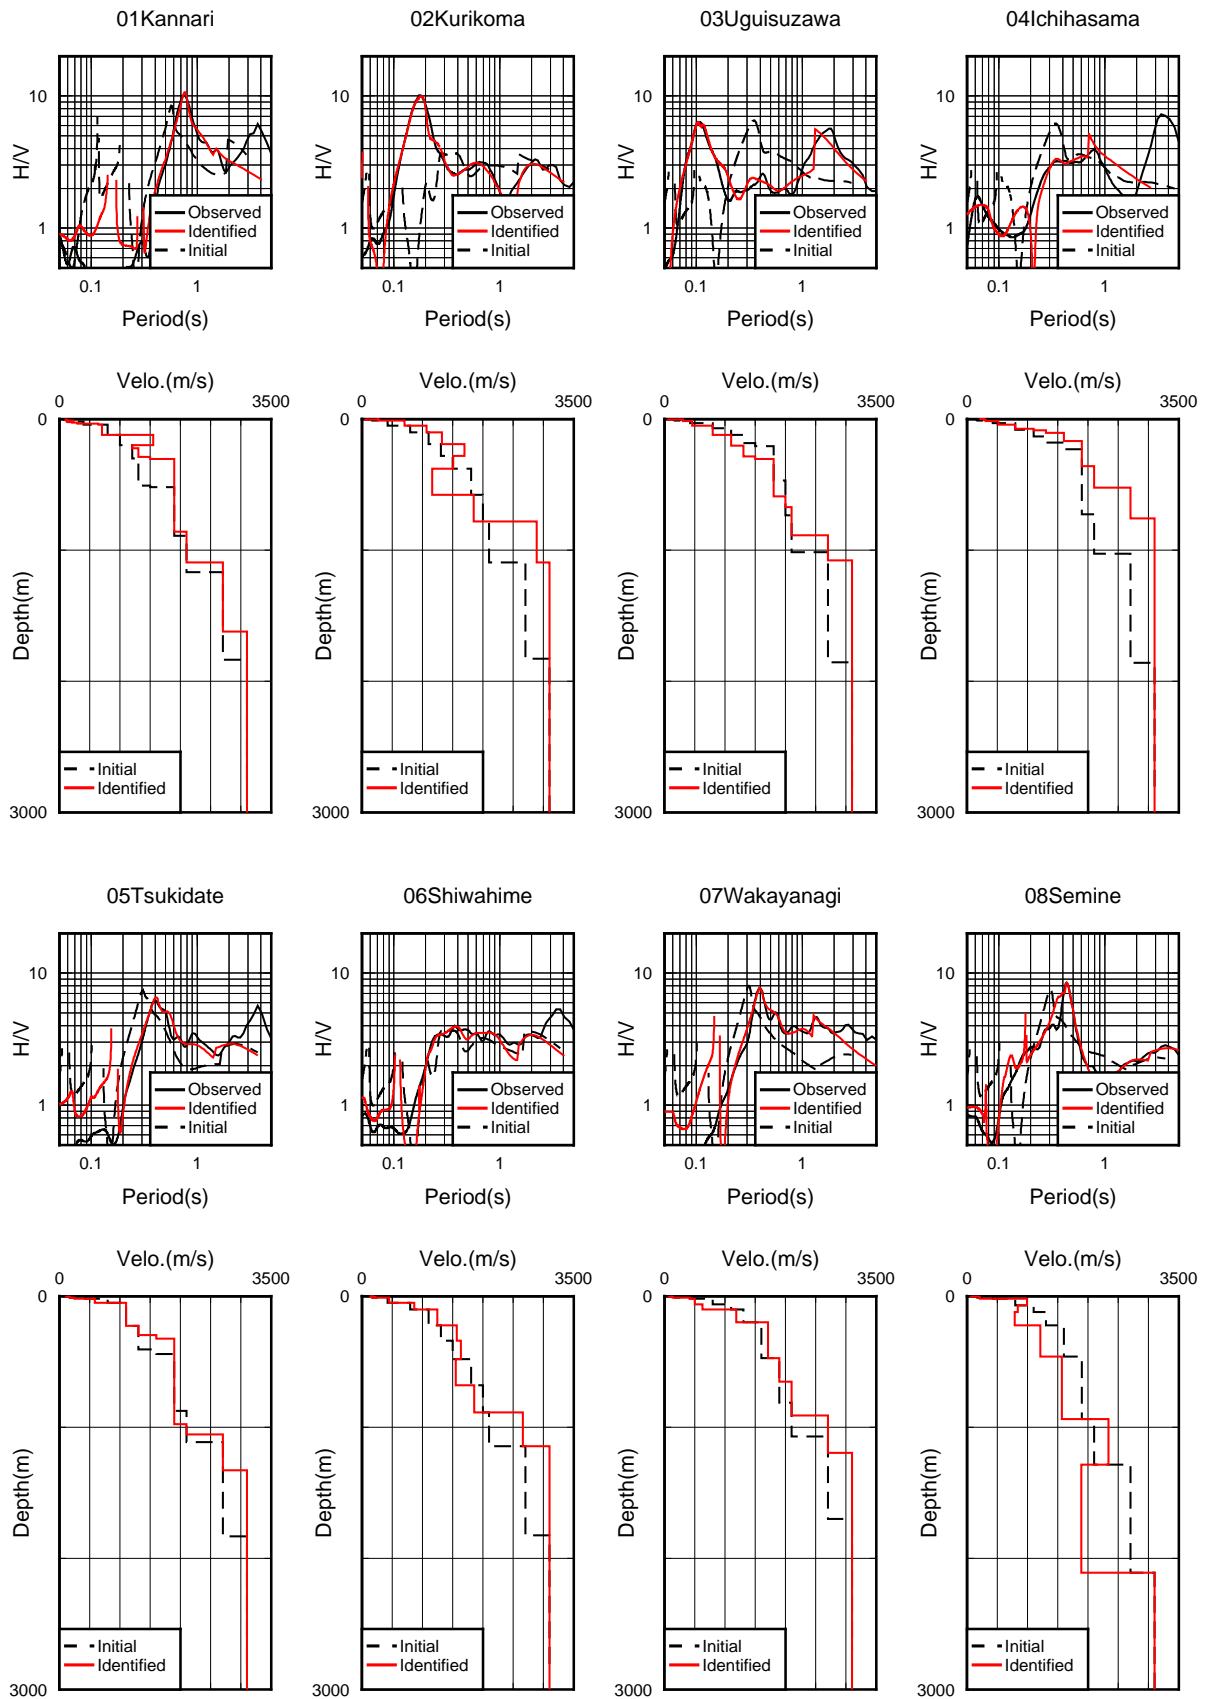 01Kannari
02Kurikoma
03Uguisuzawa
04Ichihasama
H/V
10
1
Observed
Identified
Initial
0.1
1
Period(s)
H/V
10
1
Observed
Identified
Initial
0.1
1
Period(s)
H/V
10
1
Observed
Identified
Initial
0.1
1
Period(s)
H/V
10
1
Observed
Identified
Initial
0.1
1
Period(s)
Velo.(m/s)
0
3500
0
Depth(m)
Initial
Identified
3000
Velo.(m/s)
0
3500
0
Depth(m)
Initial
Identified
3000
Velo.(m/s)
0
3500
0
Depth(m)
Initial
Identified
3000
Velo.(m/s)
0
3500
0
Depth(m)
Initial
Identified
3000
05Tsukidate
06Shiwahime
07Wakayanagi
08Semine
H/V
10
1
Observed
Identified
Initial
0.1
1
Period(s)
H/V
10
1
Observed
Identified
Initial
0.1
1
Period(s)
H/V
10
1
Observed
Identified
Initial
0.1
1
Period(s)
H/V
10
1
Observed
Identified
Initial
0.1
1
Period(s)
Velo.(m/s)
0
3500
0
Depth(m)
Initial
Identified
3000
Velo.(m/s)
0
3500
0
Depth(m)
Initial
Identified
3000
Velo.(m/s)
0
3500
0
Depth(m)
Initial
Identified
3000
Velo.(m/s)
0
3500
0
Depth(m)
Initial
Identified
3000